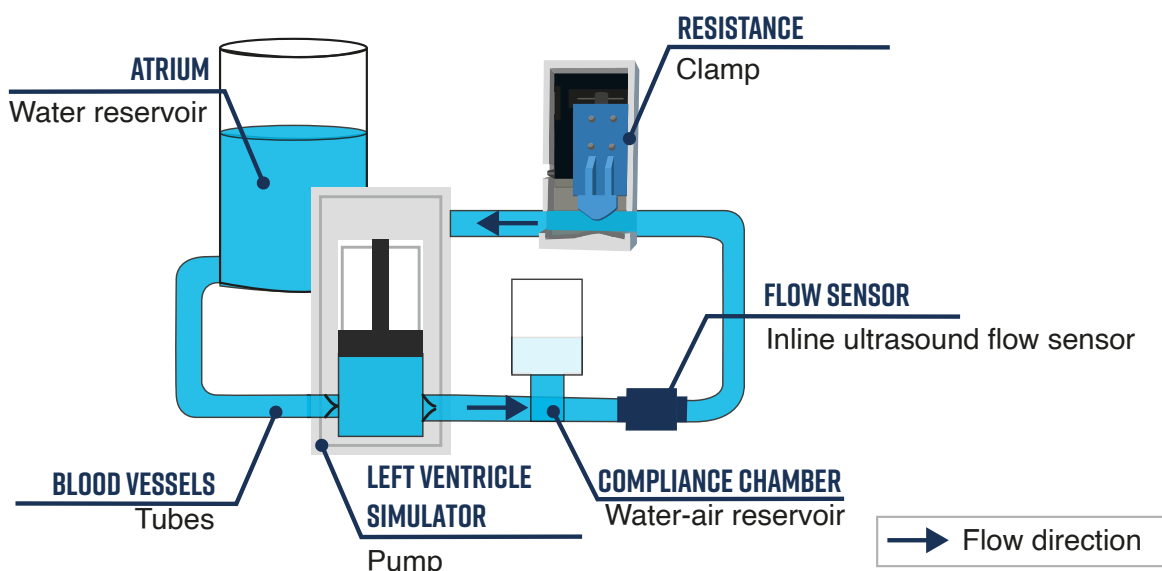 RESISTANCE
Clamp
ATRIUM
Water reservoir
FLOW SENSOR
Inline ultrasound flow sensor
BLOOD VESSELS
Tubes
LEFT VENTRICLE
SIMULATOR
Pump
COMPLIANCE CHAMBER
Water-air reservoir
Flow direction